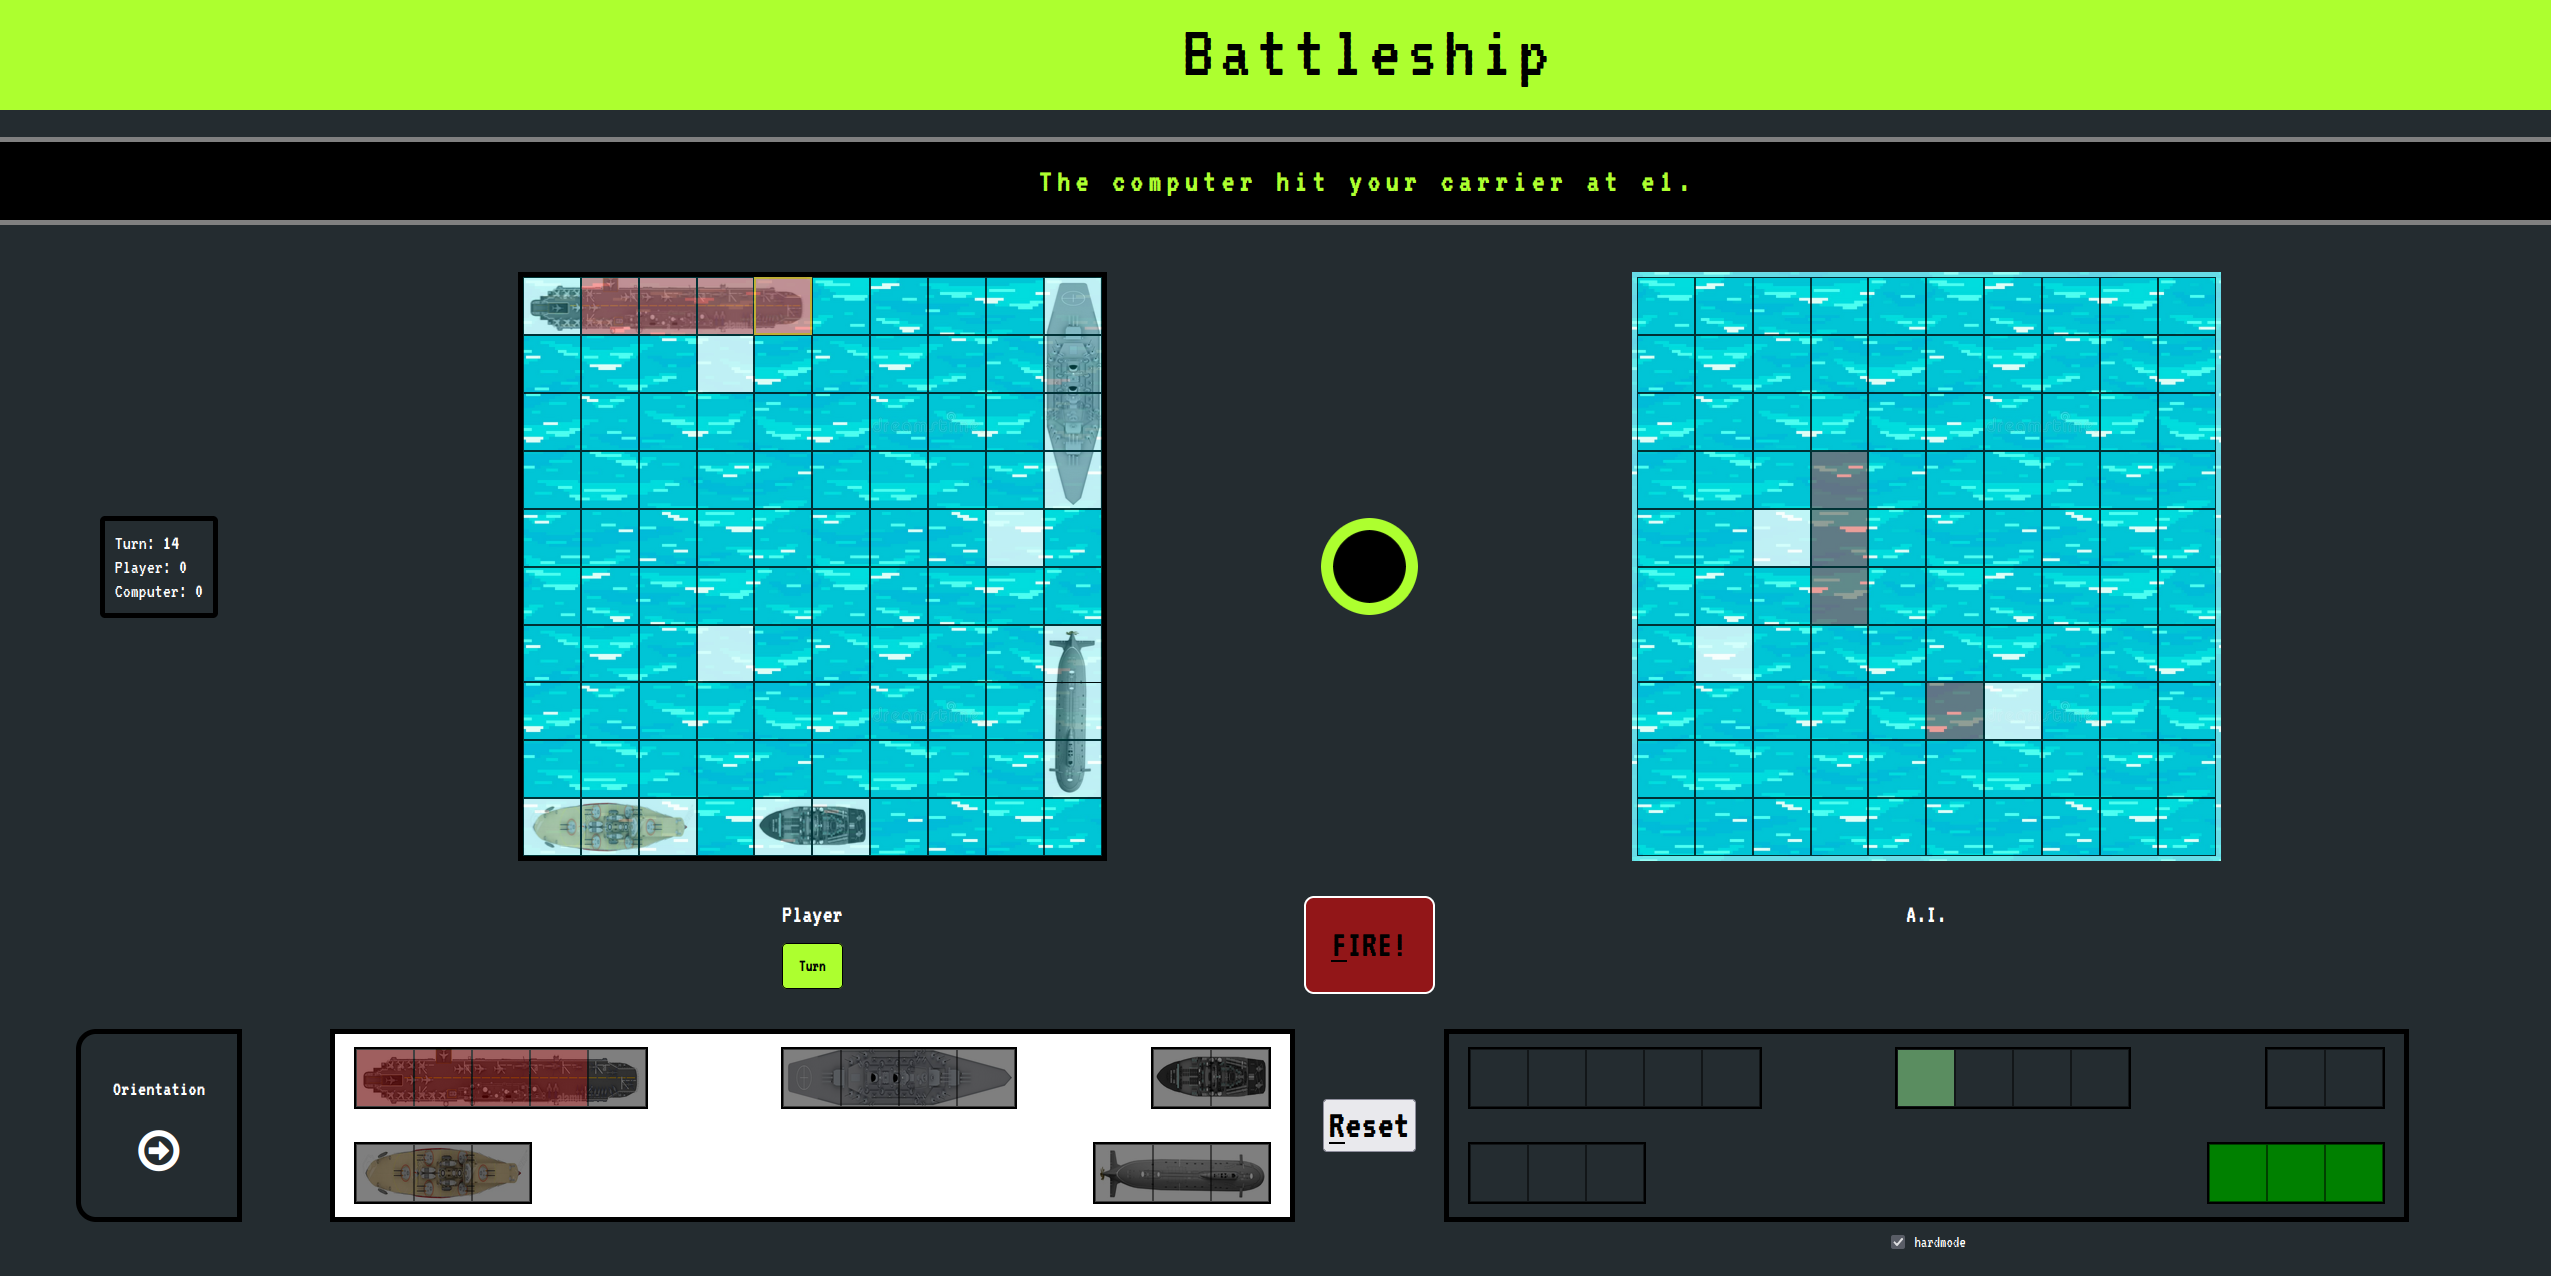 Battleship
The computer hit your carrier at e1.
Turn: 14
Player: 0
Computer: 0
Player
A.I.
FIRE!
Turn
Orientation
Reset
hardmode